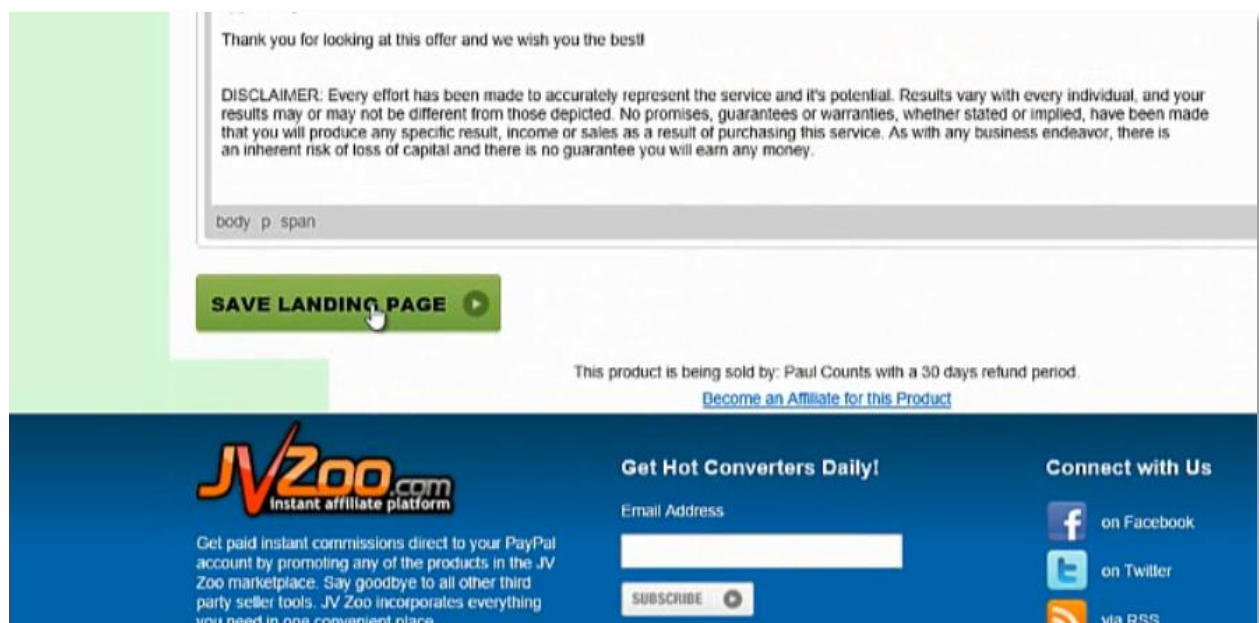 Thank you for looking at this offer and we wish you the best!
DISCLAIMER: Every effort has been made to accurately represent the service and it's potential. Results vary with every individual, and your
results may or may not be different from those depicted. No promises, guarantees or warranties, whether stated or implied, have been made
that you will produce any specific result, income or sales as a result of purchasing this service. As with any business endeavor, there is
an inherent risk of loss of capital and there is no guarantee you will earn any money.
body p span
SAVE LANDING PAGE
This product is being sold by: Paul Counts with a 30 days refund period.
Become an Affiliate for this Product
JVZoo.com
instant affiliate platform
Get paid instant commissions direct to your PayPal
account by promoting any of the products in the JV
Zoo marketplace. Say goodbye to all other third
party seller tools. JV Zoo incorporates everything
you need in one convenient place
Get Hot Converters Daily!
Email Address
SUBSCRIBE
Connect with Us
on Facebook
on Twitter
via RSS